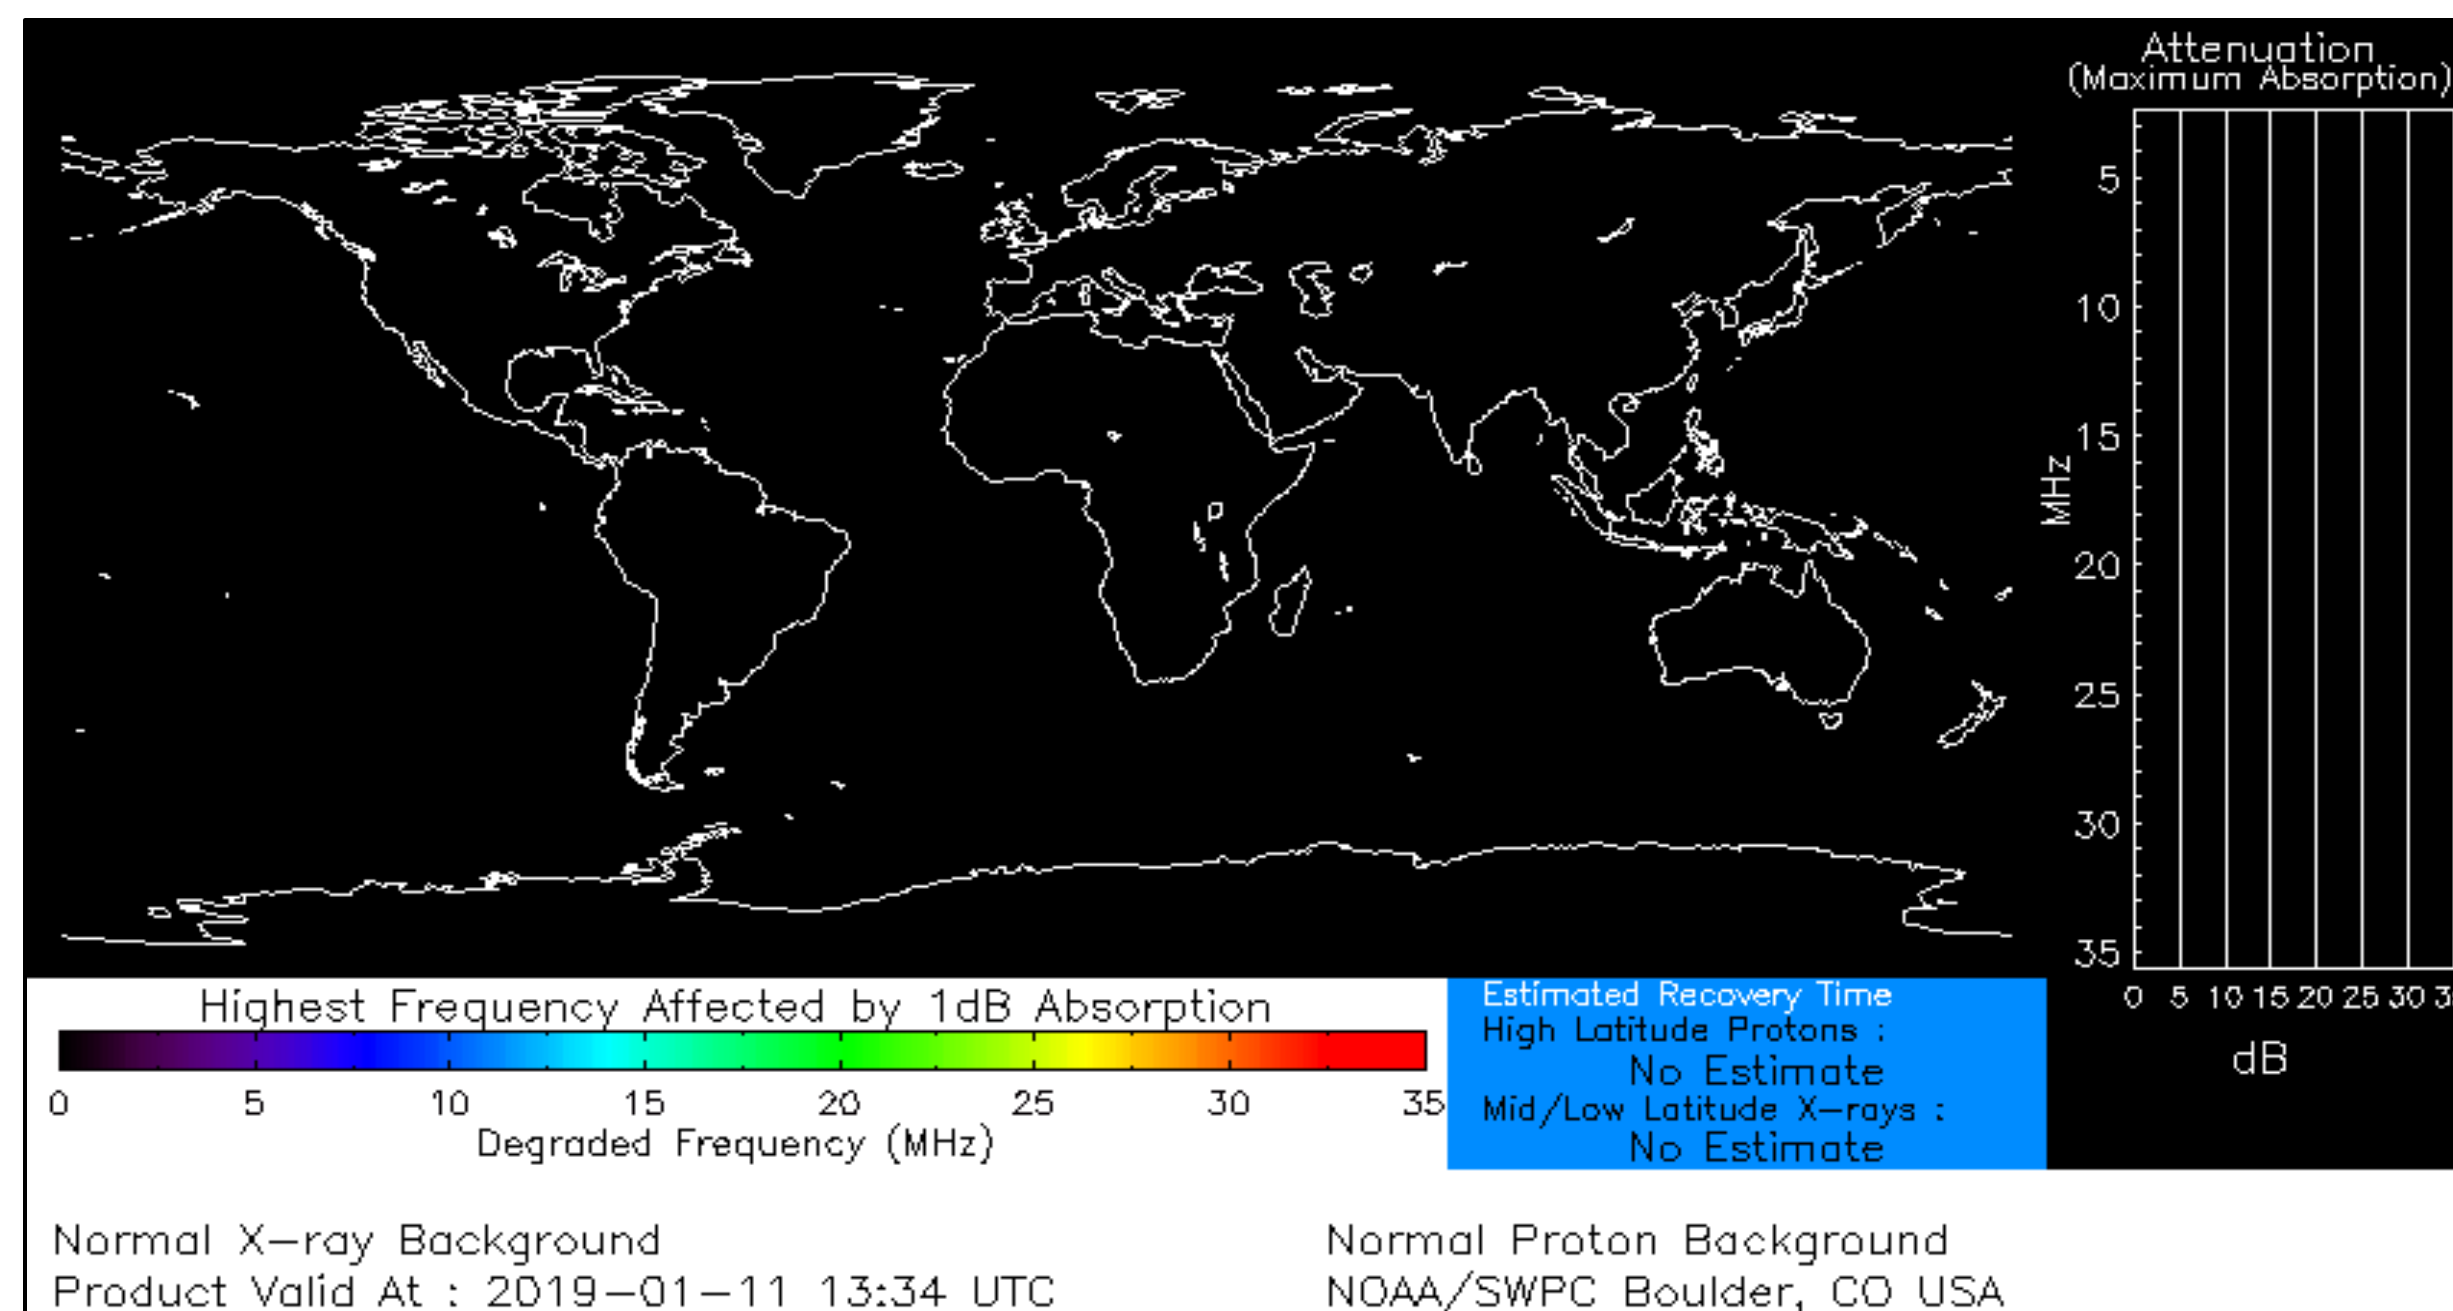 Attenuation
(Maximum Absorption)
5
10
15
20
25
30
35
MHz
0 5 10 15 20 25 30
dB
Highest Frequency Affected by 1dB Absorption
0 5 10 15 20 25 30 35
Degraded Frequency (MHz)
Estimated Recovery Time
High Latitude Protons :
No Estimate
Mid/Low Latitude X-rays :
No Estimate
Normal X-ray Background
Normal Proton Background
Product Valid At : 2019-01-11 13:34 UTC
NOAA/SWPC Boulder, CO USA